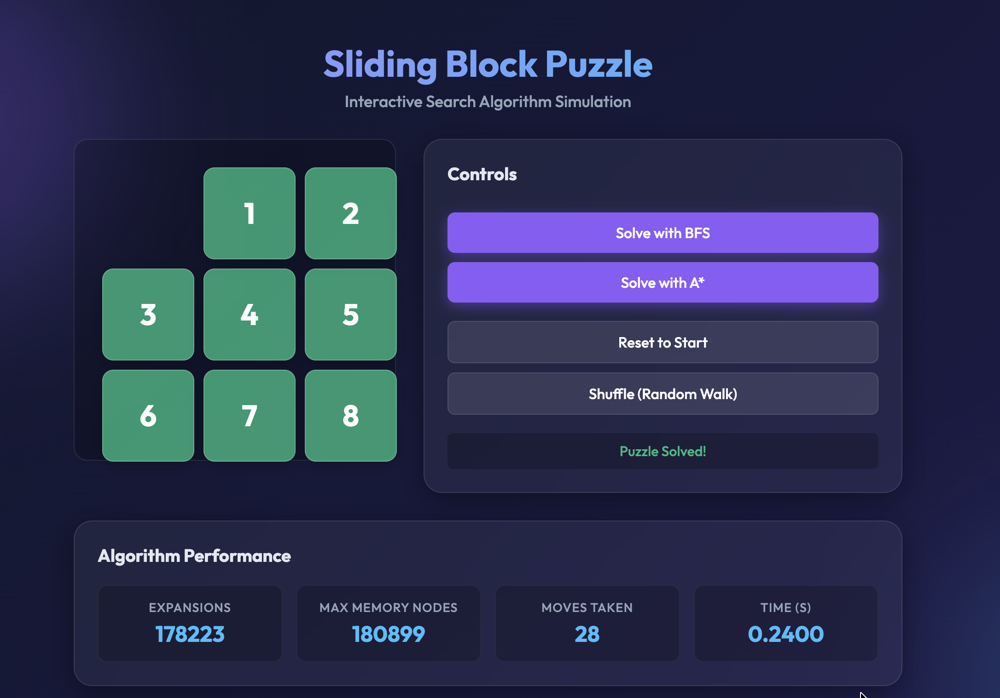 Sliding Block Puzzle
Interactive Search Algorithm Simulation
1 2
3 4 5
6 7 8
Controls
Solve with BFS
Solve with A*
Reset to Start
Shuffle (Random Walk)
Puzzle Solved!
Algorithm Performance
EXPANSIONS
178223
MAX MEMORY NODES
180899
MOVES TAKEN
28
TIME (S)
0.2400